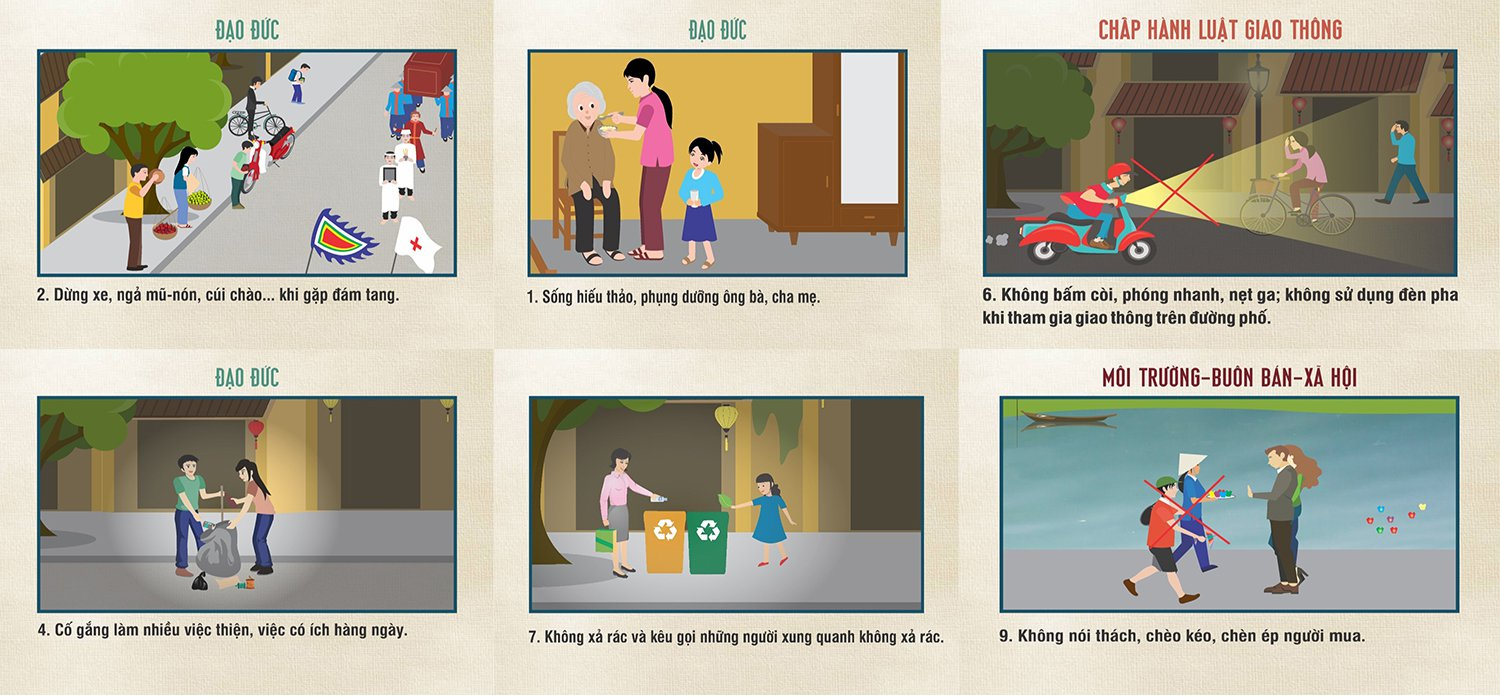 ĐẠO ĐỨC
2. Dừng xe, ngả mũ-nón, cúi chào... khi gặp đám tang.
ĐẠO ĐỨC
1. Sống hiếu thảo, phụng dưỡng ông bà, cha mẹ.
CHẤP HÀNH LUẬT GIAO THÔNG
6. Không bấm còi, phóng nhanh, nẹt ga; không sử dụng đèn pha
khi tham gia giao thông trên đường phố.
ĐẠO ĐỨC
4. Cố gắng làm nhiều việc thiện, việc có ích hàng ngày.
7. Không xả rác và kêu gọi những người xung quanh không xả rác.
MÔI TRƯỜNG-BUÔN BÁN-XÃ HỘI
9. Không nói thách, chèo kéo, chèn ép người mua.